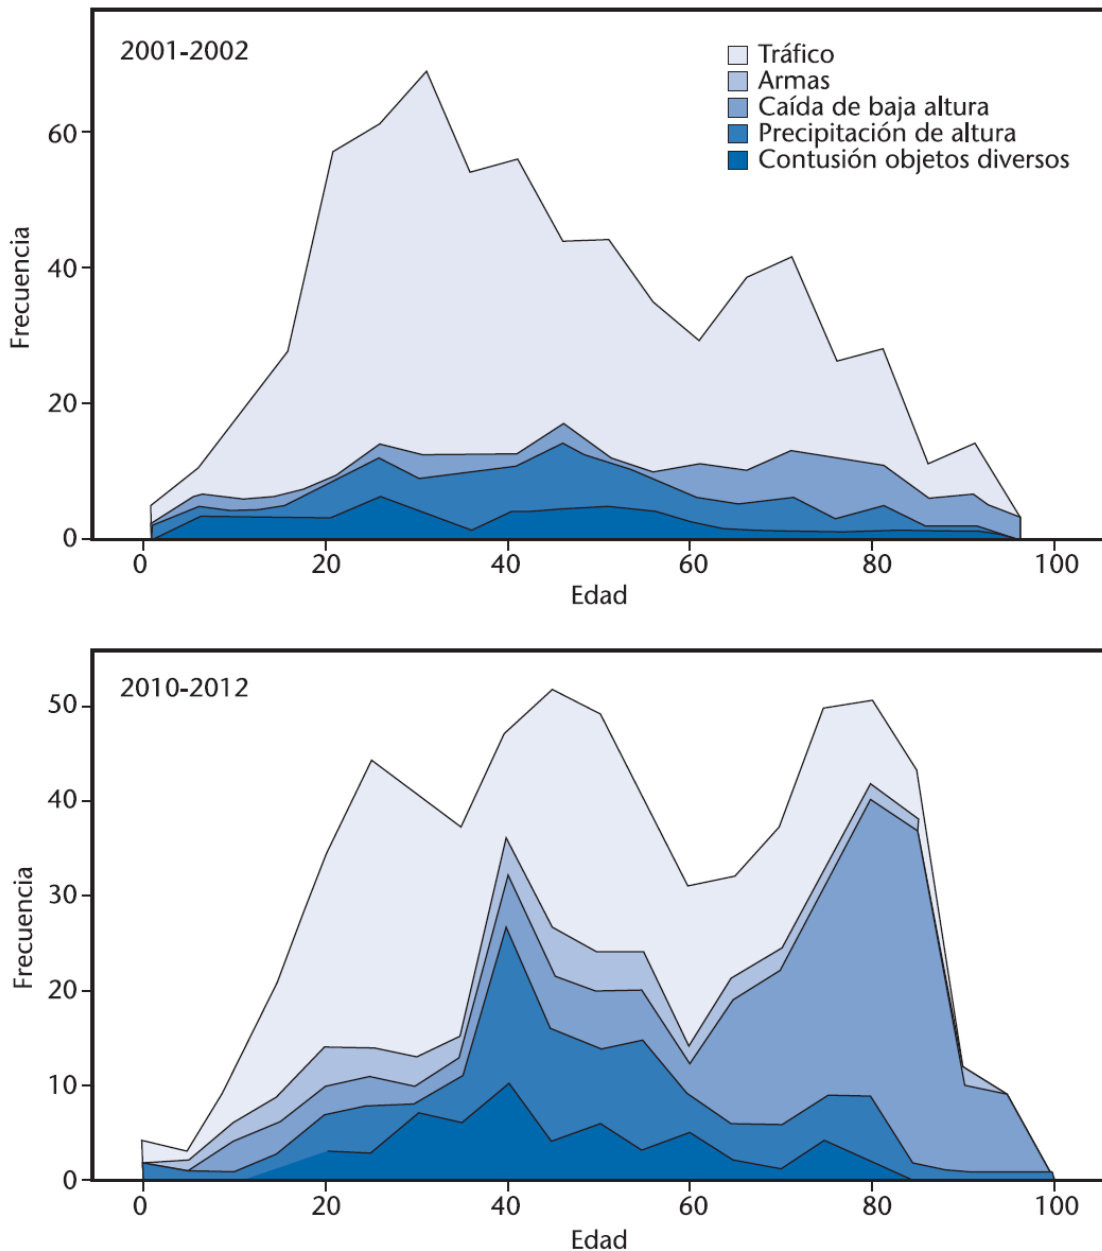 2001-2002
Tráfico
Armas
Caída de baja altura
Precipitación de altura
Contusión objetos diversos
Frecuencia
60
40
20
0
0 20 40 60 80 100
Edad
2010-2012
Frecuencia
50
40
30
20
10
0
0 20 40 60 80 100
Edad